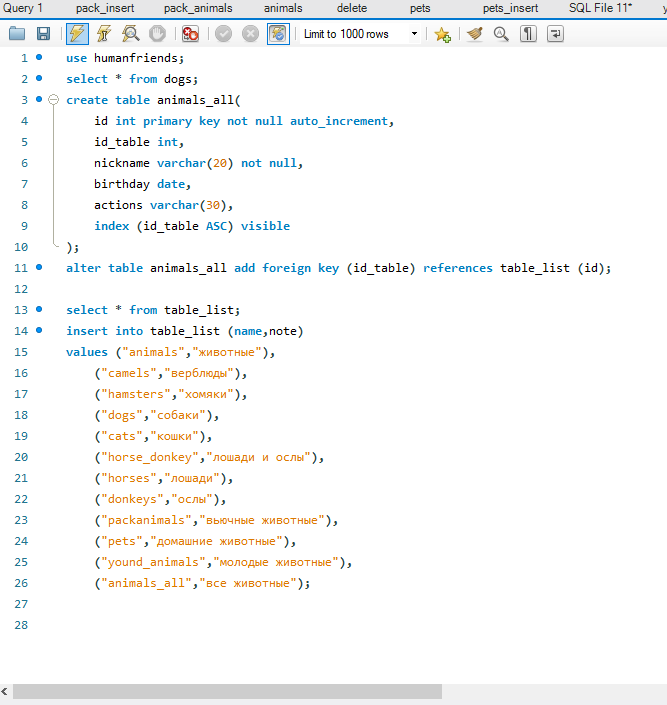 Query 1 pack_insert pack_animals animals delete pets pets_insert SQL File 11*
Limit to 1000 rows
1 use humanfriends;
2 select * from dogs;
3 create table animals_all(
4 id int primary key not null auto_increment,
5 id_table int,
6 nickname varchar(20) not null,
7 birthday date,
8 actions varchar(30),
9 index (id_table ASC) visible
10 );
11 alter table animals_all add foreign key (id_table) references table_list (id);
12
13 select * from table_list;
14 insert into table_list (name,note)
15 values ("animals","животные"),
16 ("camels","верблюды"),
17 ("hamsters","хомяки"),
18 ("dogs","собаки"),
19 ("cats","кошки"),
20 ("horse_donkey","лошади и ослы"),
21 ("horses","лошади"),
22 ("donkeys","ослы"),
23 ("packanimals","вьючные животные"),
24 ("pets","домашние животные"),
25 ("yound_animals","молодые животные"),
26 ("animals_all","все животные");
27
28